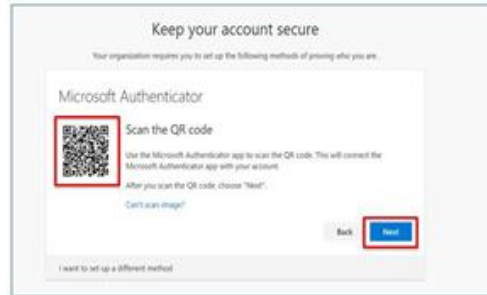 Keep your account secure
Your organization requires you to set up the following methods of proving who you are.
Microsoft Authenticator
Scan the QR code
Use the Microsoft Authenticator app to scan the QR code. This will connect the
Microsoft Authenticator app with your account.
After you scan the QR code, choose "Next".
Can't scan image?
Back Next
I want to set up a different method